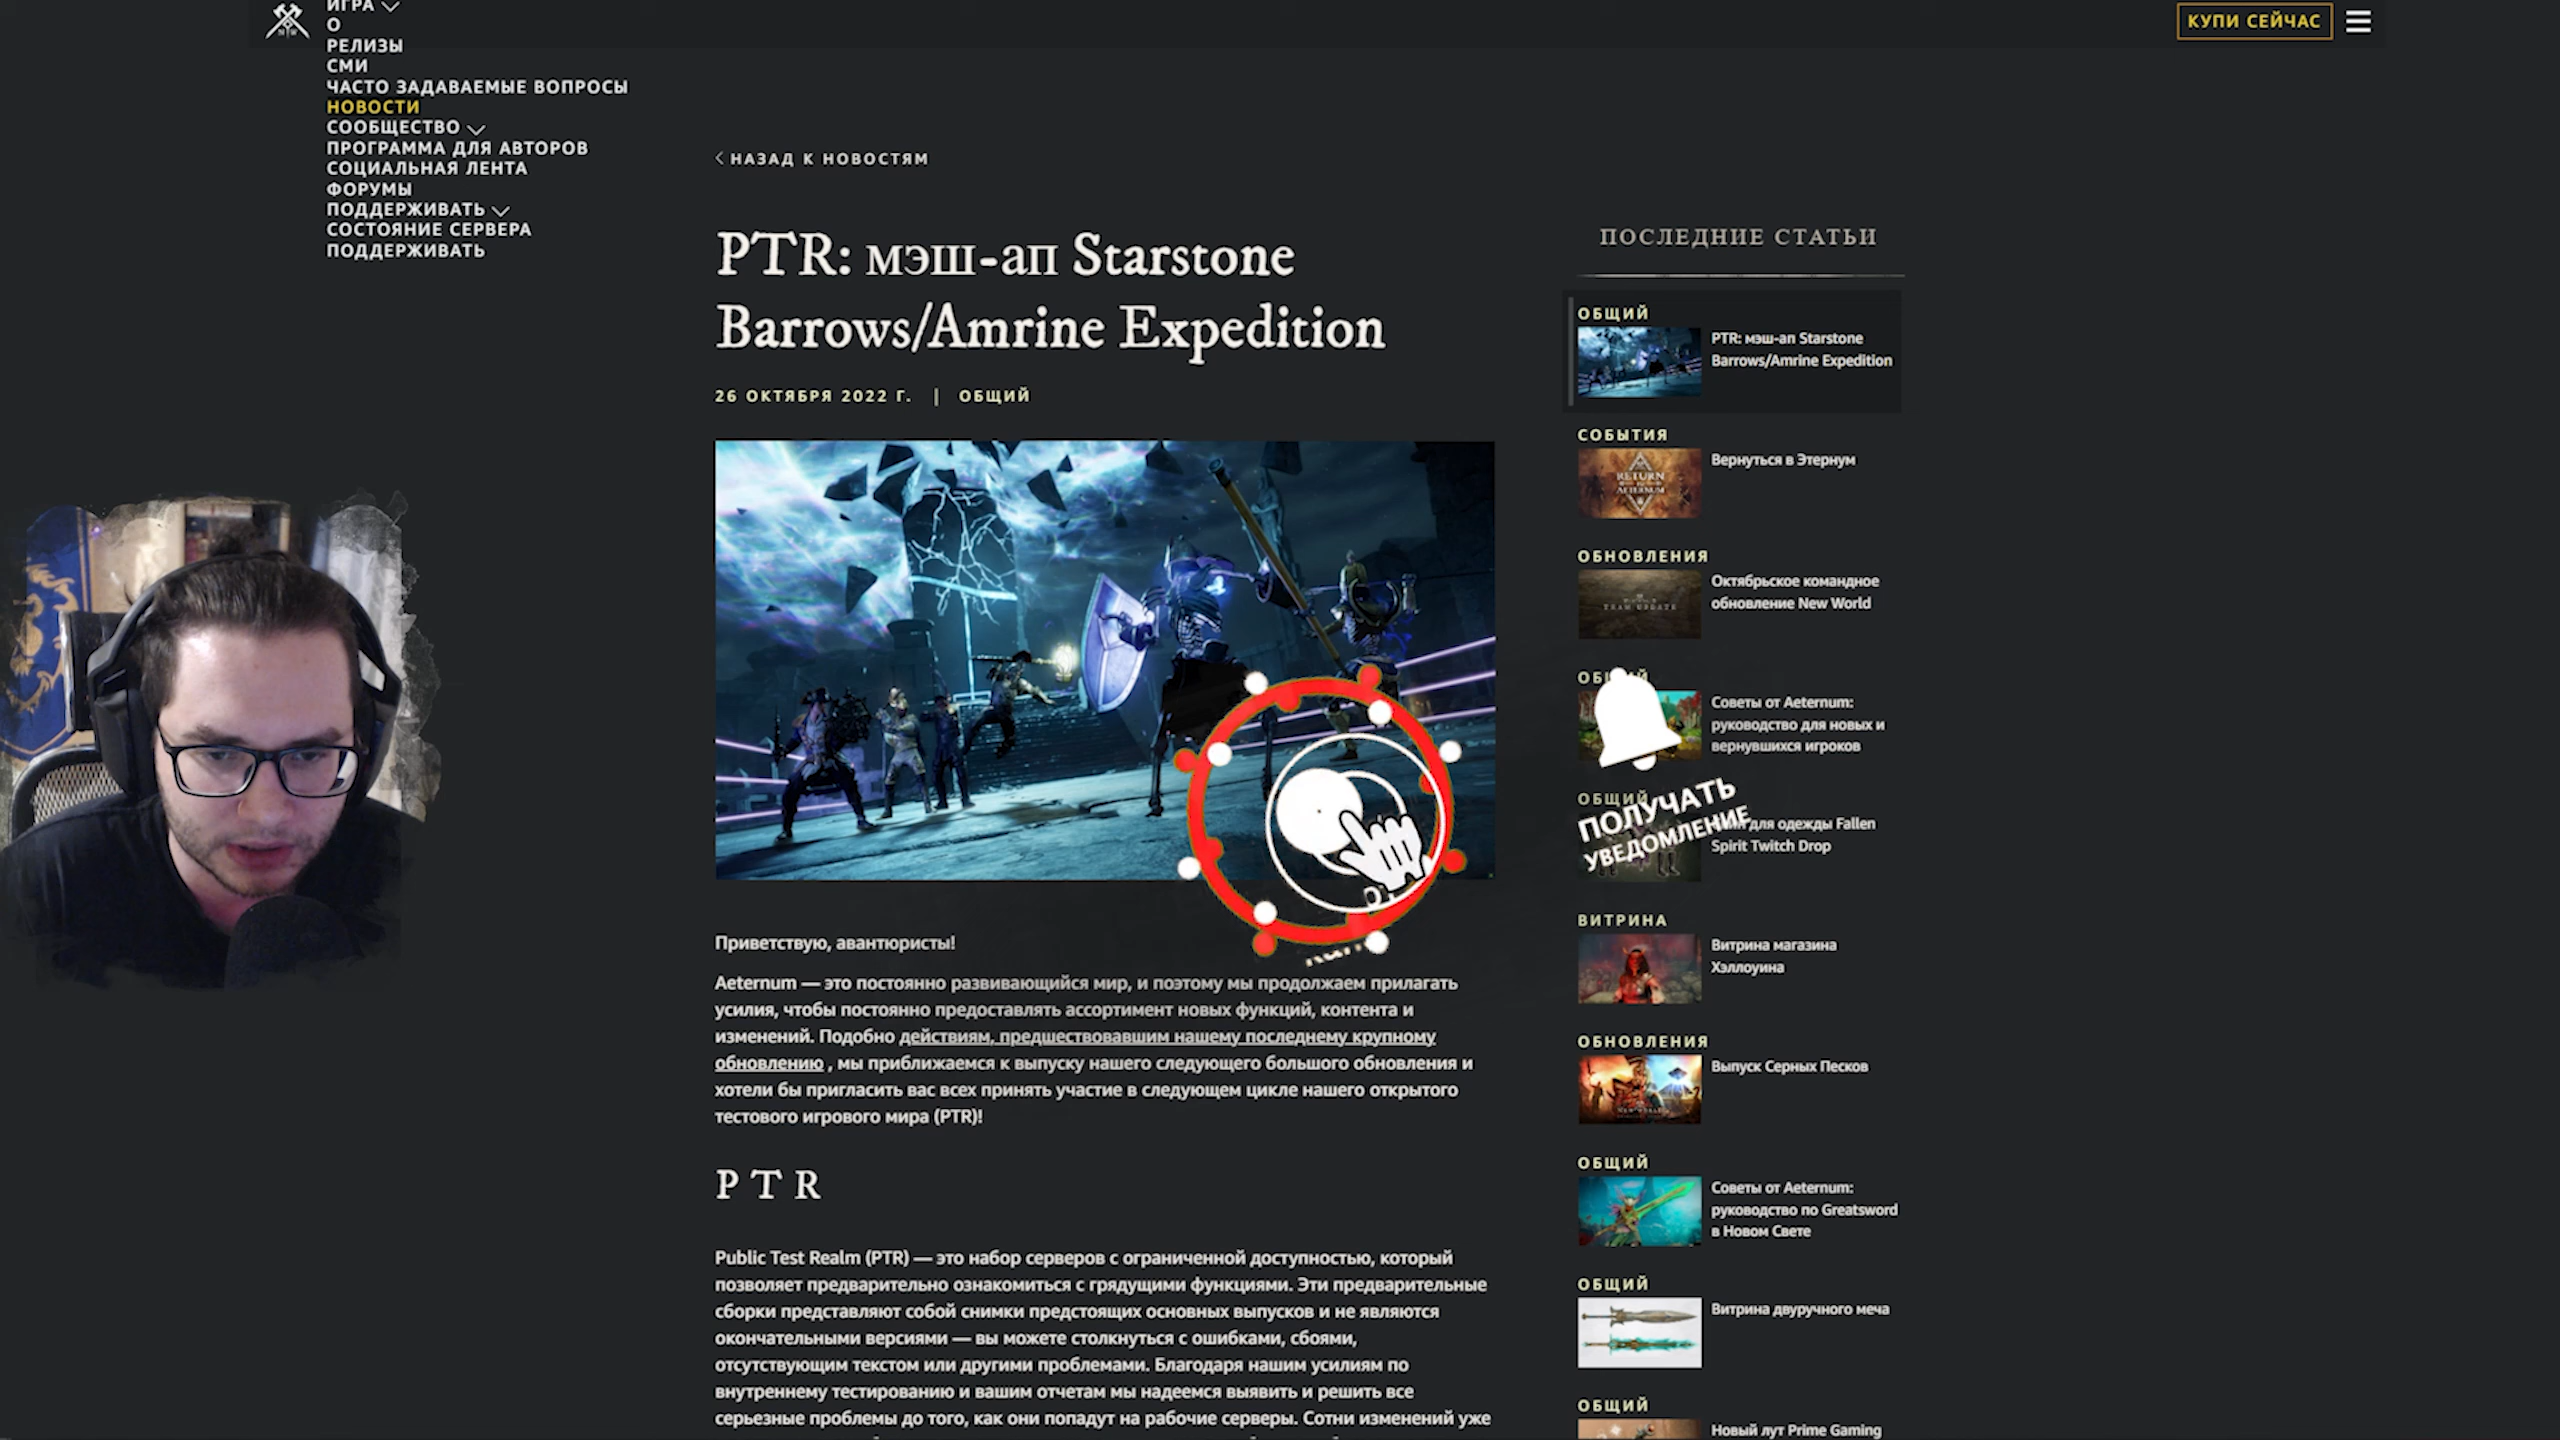 ИГРА
О
РЕЛИЗЫ
СМИ
ЧАСТО ЗАДАВАЕМЫЕ ВОПРОСЫ
НОВОСТИ
СООБЩЕСТВО
ПРОГРАММА ДЛЯ АВТОРОВ
СОЦИАЛЬНАЯ ЛЕНТА
ФОРУМЫ
ПОДДЕРЖИВАТЬ
СОСТОЯНИЕ СЕРВЕРА
ПОДДЕРЖИВАТЬ
КУПИ СЕЙЧАС
НАЗАД К НОВОСТЯМ
PTR: мэш-ап Starstone
Barrows/Amrine Expedition
26 ОКТЯБРЯ 2022 Г. | ОБЩИЙ
Приветствую, авантюристы!
Aeternum — это постоянно развивающийся мир, и поэтому мы продолжаем прилагать
усилия, чтобы постоянно предоставлять ассортимент новых функций, контента и
изменений. Подобно действиям, предшествовавшим нашему последнему крупному
обновлению , мы приближаемся к выпуску нашего следующего большого обновления и
хотели бы пригласить вас всех принять участие в следующем цикле нашего открытого
тестового игрового мира (PTR)!
PTR
Public Test Realm (PTR) — это набор серверов с ограниченной доступностью, который
позволяет предварительно ознакомиться с грядущими функциями. Эти предварительные
сборки представляют собой снимки предстоящих основных выпусков и не являются
окончательными версиями — вы можете столкнуться с ошибками, сбоями,
отсутствующим текстом или другими проблемами. Благодаря нашим усилиям по
внутреннему тестированию и вашим отчетам мы надеемся выявить и решить все
серьезные проблемы до того, как они попадут на рабочие серверы. Сотни изменений уже
ПОСЛЕДНИЕ СТАТЬИ
ОБЩИЙ
PTR: мэш-ап Starstone
Barrows/Amrine Expedition
СОБЫТИЯ
RETURN
AETERNUM
Вернуться в Этернум
ОБНОВЛЕНИЯ
TEAM UPDATE
Октябрьское командное
обновление New World
Советы от Aeternum:
руководство для новых и
вернувшихся игроков
ОБЩИЙ
ПОЛУЧАТЬ
УВЕДОМЛЕНИЕ
для одежды Fallen
Spirit Twitch Drop
ВИТРИНА
Витрина магазина
Хэллоуина
ОБНОВЛЕНИЯ
Выпуск Серных Песков
ОБЩИЙ
Советы от Aeternum:
руководство по Greatsword
в Новом Свете
ОБЩИЙ
Витрина двуручного меча
ОБЩИЙ
Новый лут Prime Gaming